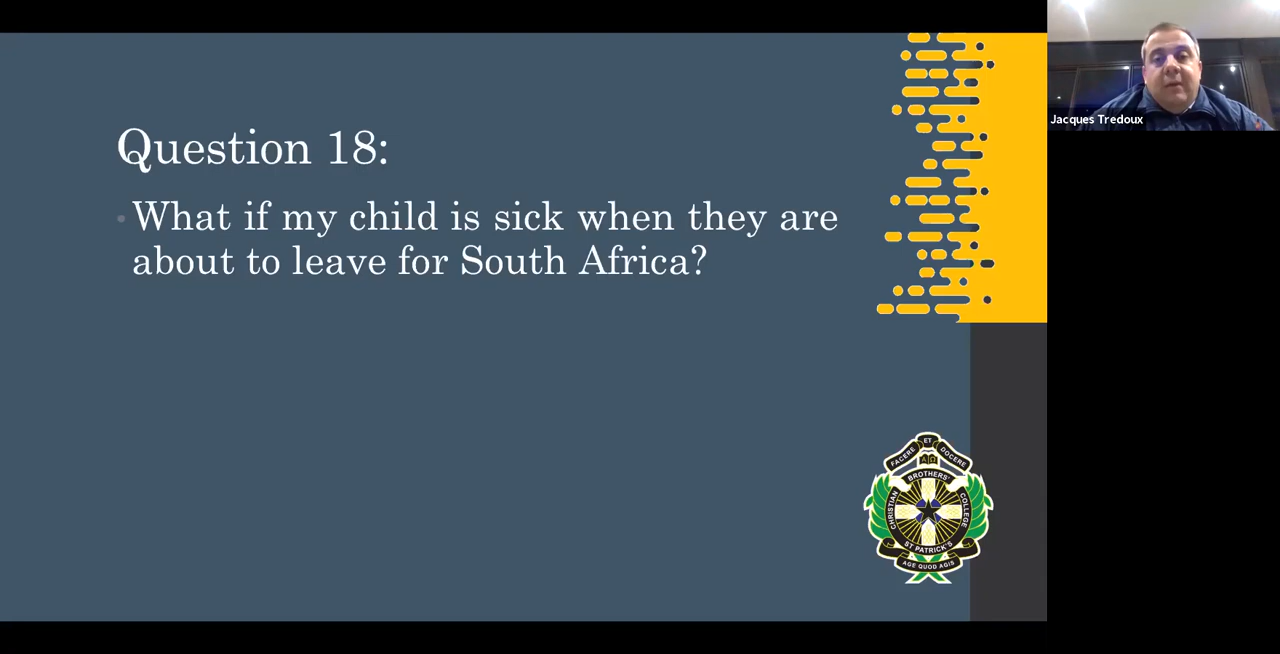 Question 18:
What if my child is sick when they are
about to leave for South Africa?
Jacques Tredoux
FACERE ET DOCERE
Α Ω
CHRISTIAN BROTHERS' COLLEGE
ST PATRICK'S
AGE QUOD AGIS